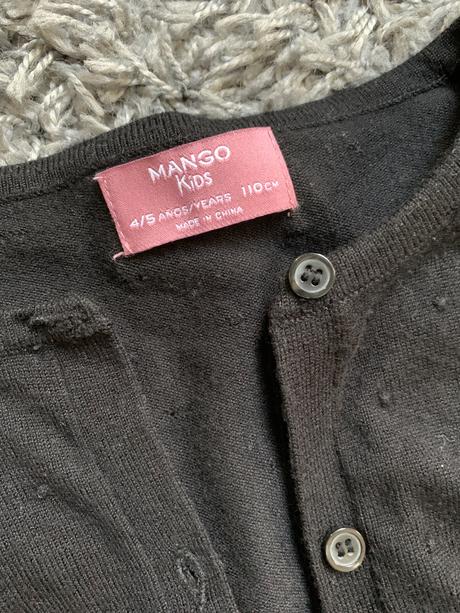 MANGO
KiDS
4/5 AÑOS/YEARS 110CM
MADE IN CHINA